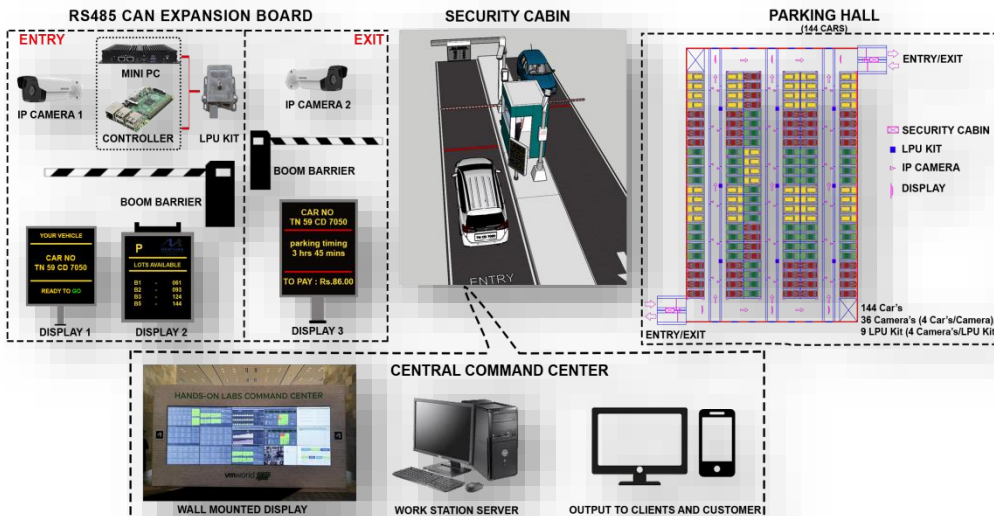 RS485 CAN EXPANSION BOARD
ENTRY
EXIT
MINI PC
IP CAMERA 1
CONTROLLER
LPU KIT
IP CAMERA 2
BOOM BARRIER
BOOM BARRIER
YOUR VEHICLE
CAR NO
TN 59 CD 7050
READY TO GO
DISPLAY 1
P
LOTS AVAILABLE
B1 - 061
B2 - 093
B3 - 124
B5 - 144
DISPLAY 2
CAR NO
TN 59 CD 7050
parking timing
3 hrs 45 mins
TO PAY : Rs.86.00
DISPLAY 3
SECURITY CABIN
TN 59 CD 7050
ENTRY
PARKING HALL
(144 CARS)
ENTRY/EXIT
SECURITY CABIN
LPU KIT
IP CAMERA
DISPLAY
ENTRY/EXIT
144 Car's
36 Camera's (4 Car's/Camera)
9 LPU Kit (4 Camera's/LPU Kit
CENTRAL COMMAND CENTER
HANDS-ON LABS COMMAND CENTER
vmworld
WALL MOUNTED DISPLAY
WORK STATION SERVER
OUTPUT TO CLIENTS AND CUSTOMER